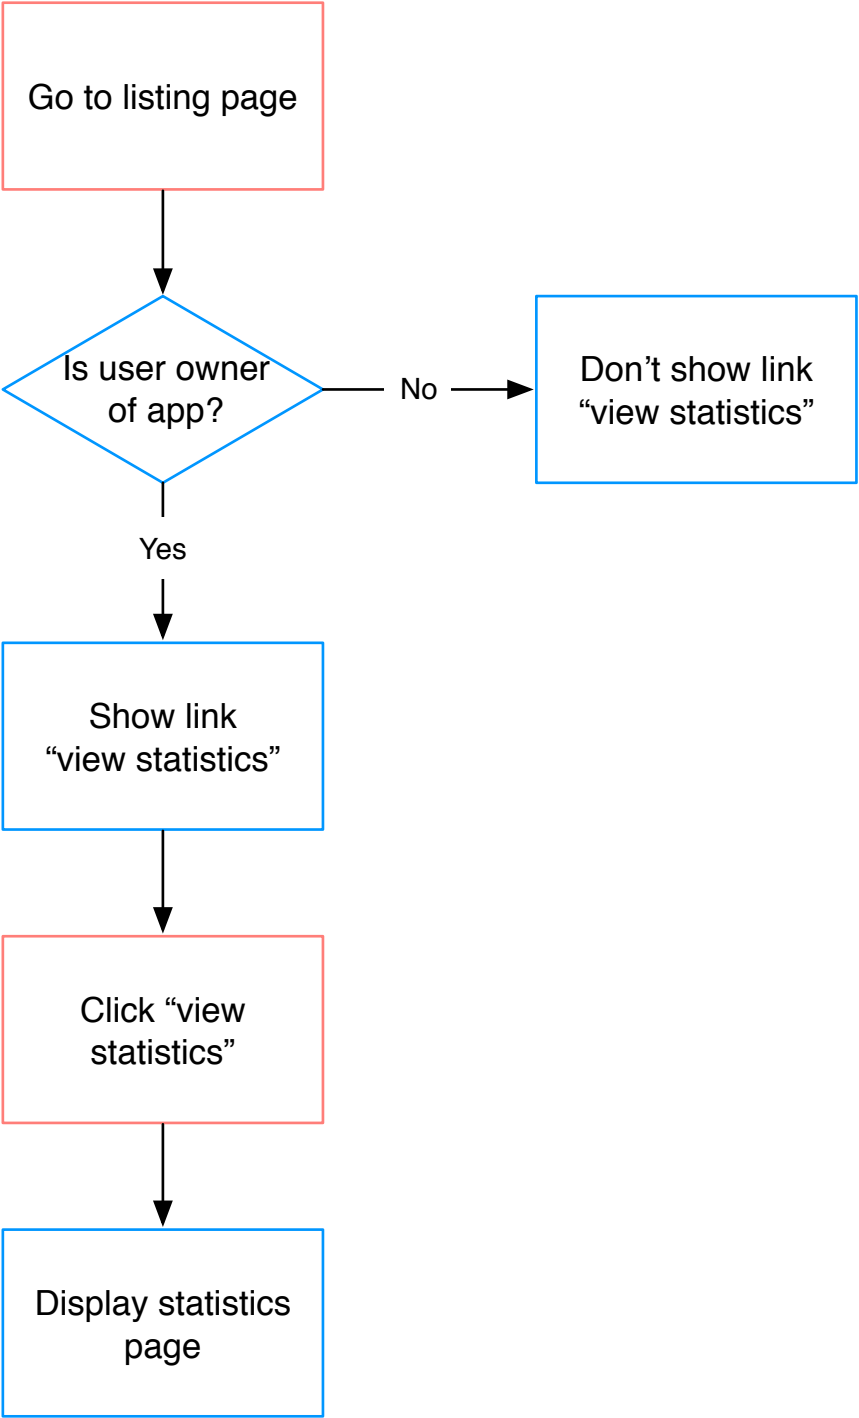 Go to listing page
Is user owner
of app?
No
Don’t show link
“view statistics”
Yes
Show link
“view statistics”
Click “view
statistics”
Display statistics
page